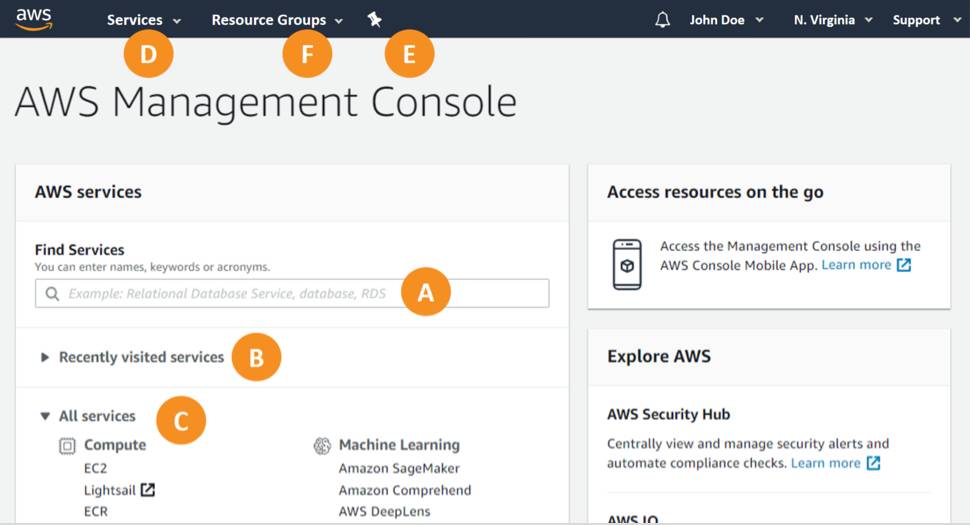 aws Services Resource Groups John Doe N. Virginia Support
D F E
AWS Management Console
AWS services
Find Services
You can enter names, keywords or acronyms.
Example: Relational Database Service, database, RDS A
Recently visited services B
All services C
Compute Machine Learning
EC2 Amazon SageMaker
Lightsail Amazon Comprehend
ECR AWS DeepLens
Access resources on the go
Access the Management Console using the
AWS Console Mobile App. Learn more
Explore AWS
AWS Security Hub
Centrally view and manage security alerts and
automate compliance checks. Learn more